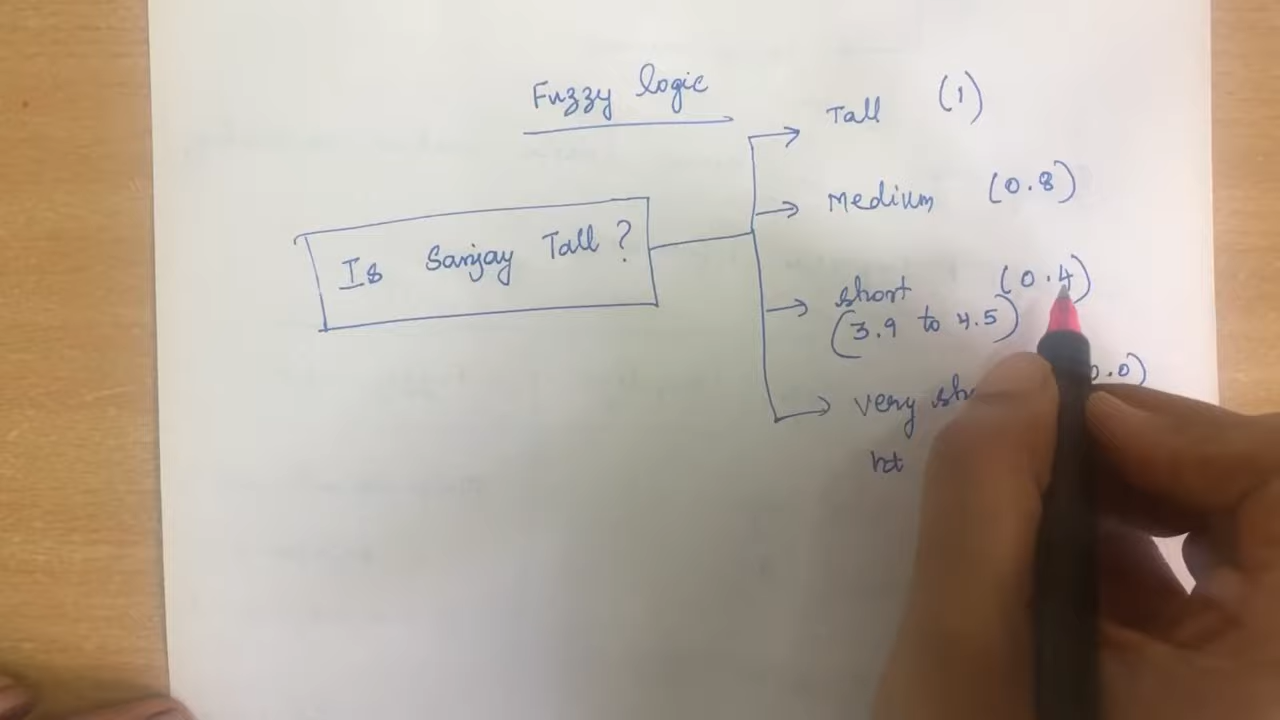 Fuzzy logic
Is Sanjay Tall ?
Tall (1)
Medium (0.8)
short (0.4)
(3.9 to 4.5)
very